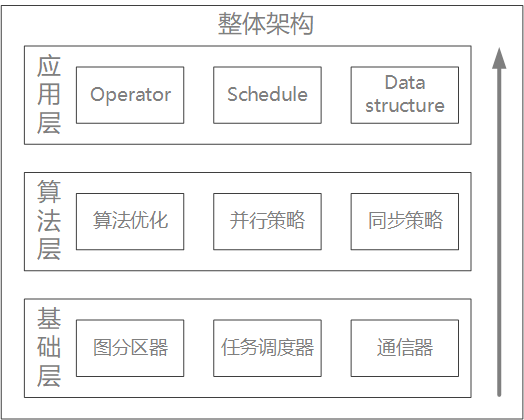 整体架构
应用层
Operator
Schedule
Data
structure
算法层
算法优化
并行策略
同步策略
基础层
图分区器
任务调度器
通信器